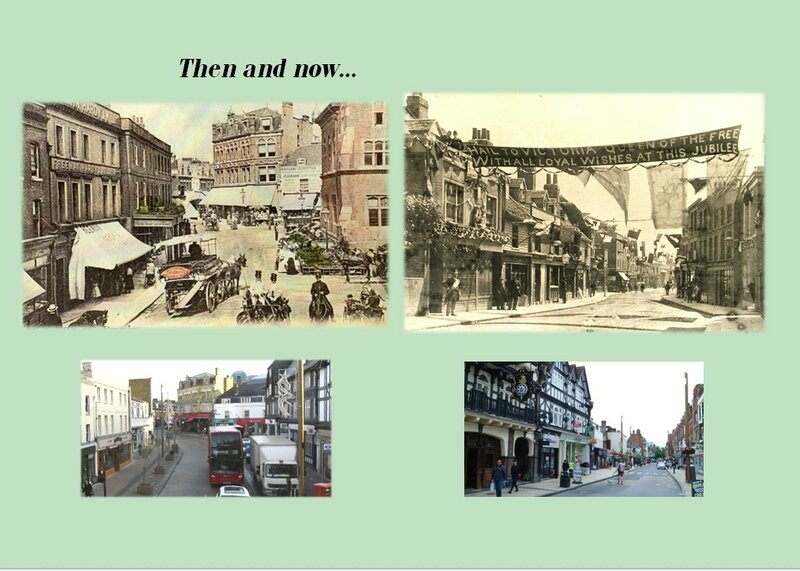 Then and now...
HAIL TO VICTORIA QUEEN OF THE FREE
WITH ALL LOYAL WISHES AT THIS JUBILEE